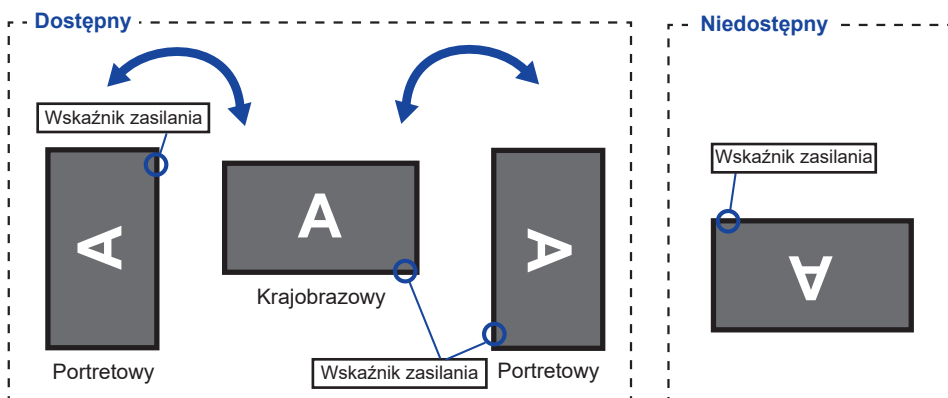 Dostępny
Niedostępny
Wskaźnik zasilania
Wskaźnik zasilania
A
A
A
A
Krajobrazowy
Portretowy
Wskaźnik zasilania
Portretowy